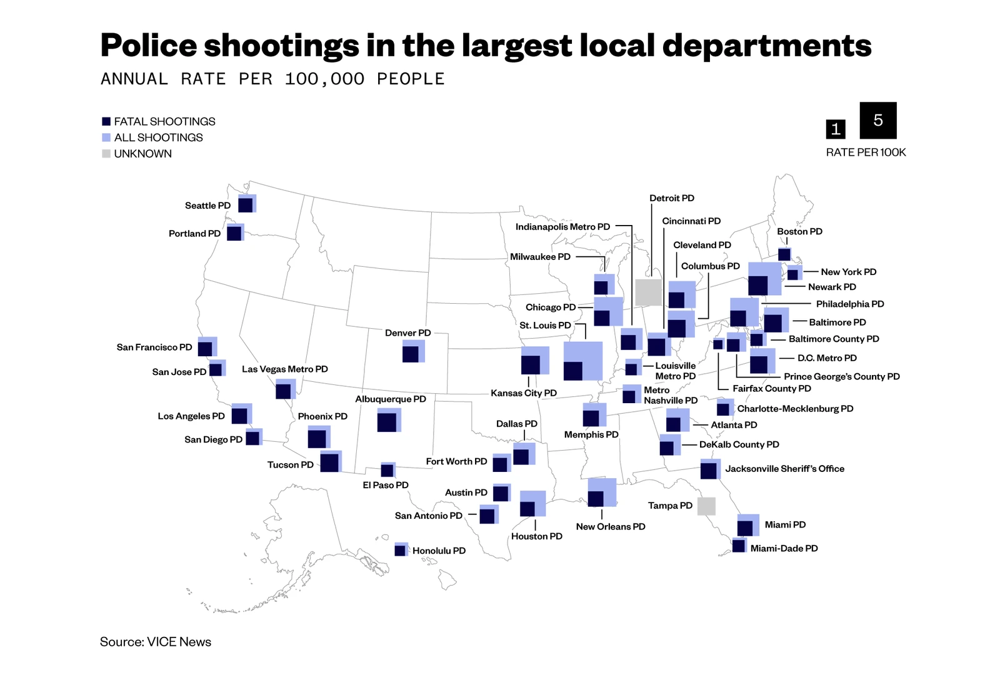 Police shootings in the largest local departments
ANNUAL RATE PER 100,000 PEOPLE
FATAL SHOOTINGS
ALL SHOOTINGS
UNKNOWN
1
5
RATE PER 100K
Detroit PD
Seattle PD
Cincinnati PD
Indianapolis Metro PD
Portland PD
Boston PD
Cleveland PD
Milwaukee PD
Columbus PD
New York PD
Newark PD
Philadelphia PD
Chicago PD
Baltimore PD
St. Louis PD
Denver PD
Baltimore County PD
San Francisco PD
D.C. Metro PD
Louisville
Metro PD
Las Vegas Metro PD
San Jose PD
Prince George's County PD
Fairfax County PD
Kansas City PD
Metro
Nashville PD
Albuquerque PD
Charlotte-Mecklenburg PD
Los Angeles PD
Phoenix PD
Dallas PD
Atlanta PD
Memphis PD
San Diego PD
DeKalb County PD
Fort Worth PD
Tucson PD
Jacksonville Sheriff's Office
El Paso PD
Austin PD
Tampa PD
San Antonio PD
Miami PD
New Orleans PD
Houston PD
Miami-Dade PD
Honolulu PD
Source: VICE News